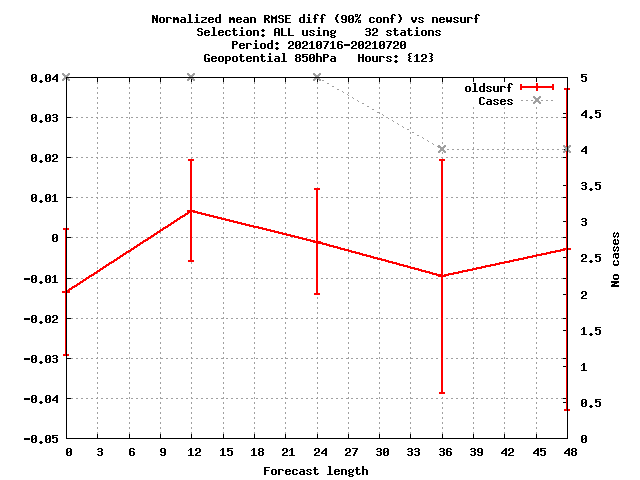 Normalized mean RMSE diff (90% conf) vs newsurf
Selection: ALL using    32 stations
Period: 20210716-20210720
Geopotential 850hPa   Hours: {12}
oldsurf
Cases
0.04
0.03
0.02
0.01
0
-0.01
-0.02
-0.03
-0.04
-0.05
5
4.5
4
3.5
3
2.5
2
1.5
1
0.5
0
No cases
0 3 6 9 12 15 18 21 24 27 30 33 36 39 42 45 48
Forecast length